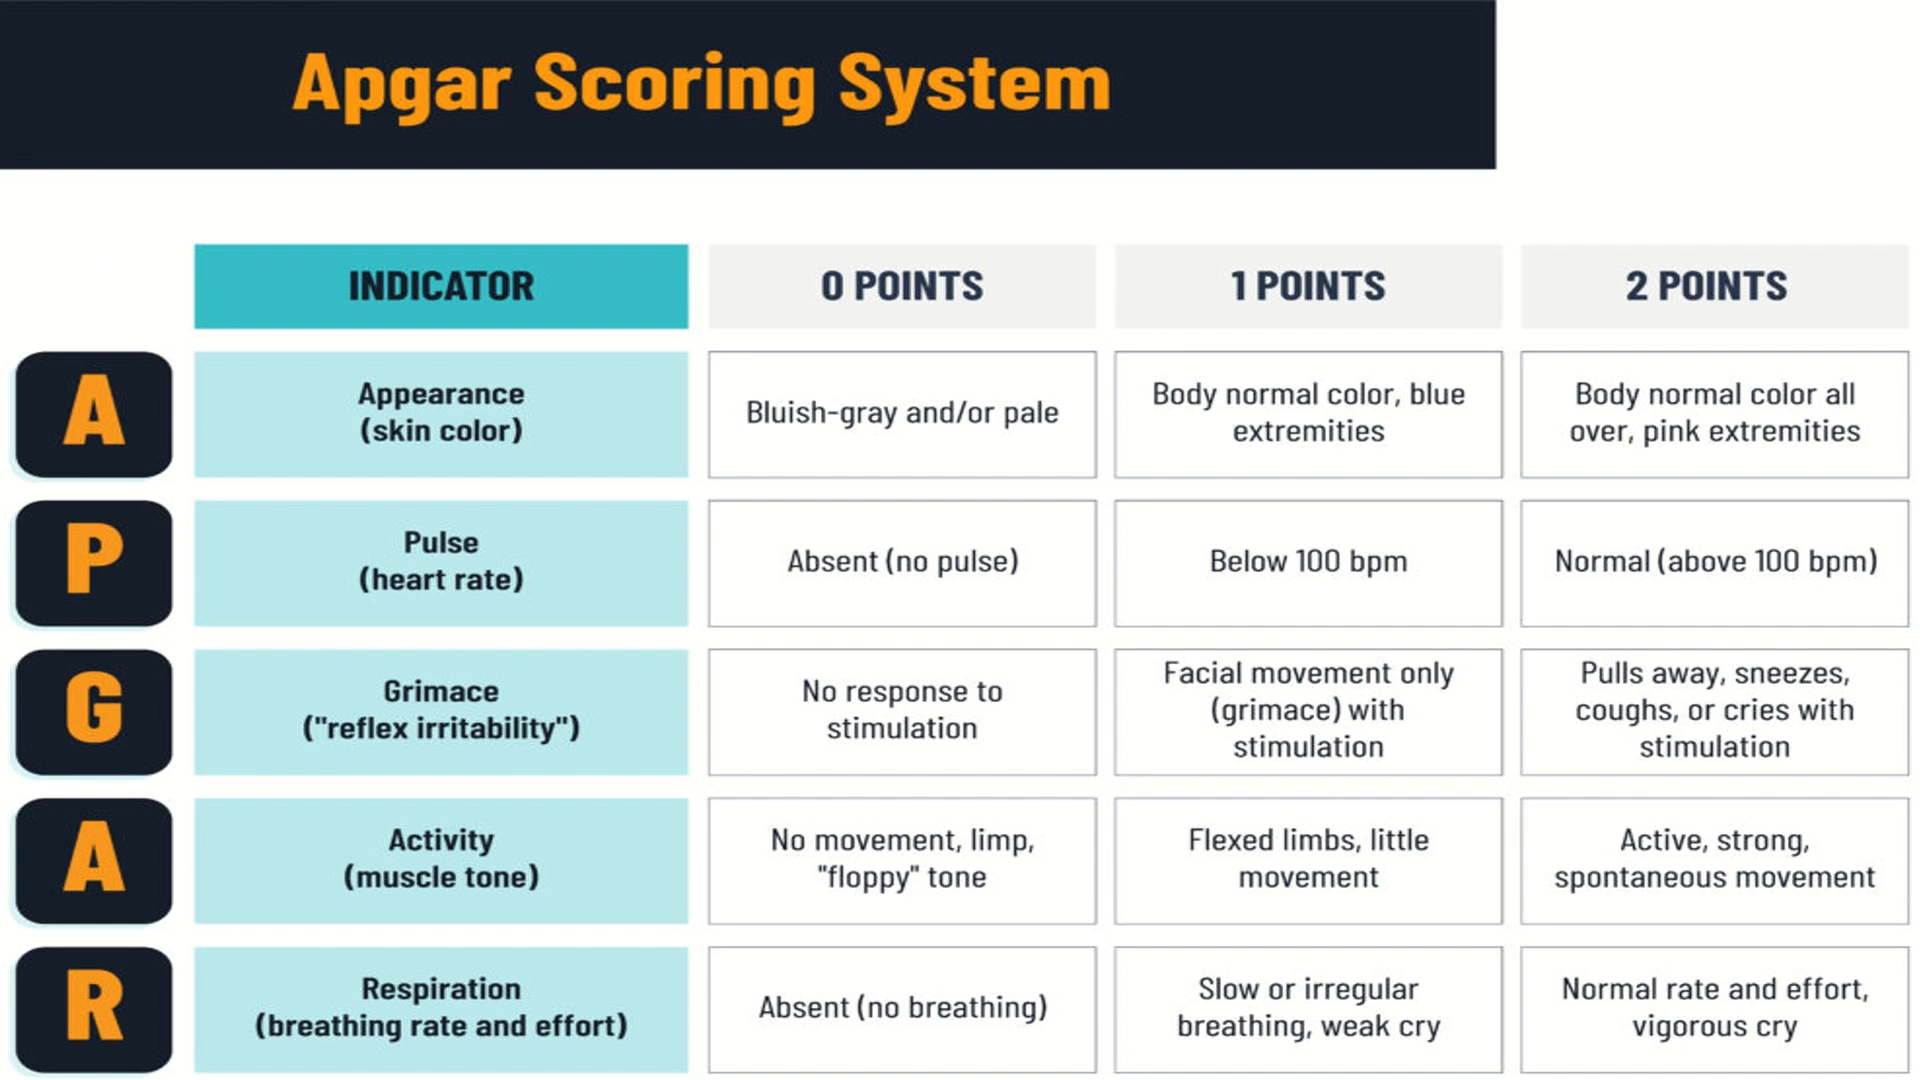 Apgar Scoring System
INDICATOR
0 POINTS
1 POINTS
2 POINTS
A
Appearance
(skin color)
Bluish-gray and/or pale
Body normal color, blue
extremities
Body normal color all
over, pink extremities
P
Pulse
(heart rate)
Absent (no pulse)
Below 100 bpm
Normal (above 100 bpm)
G
Grimace
("reflex irritability")
No response to
stimulation
Facial movement only
(grimace) with
stimulation
Pulls away, sneezes,
coughs, or cries with
stimulation
A
Activity
(muscle tone)
No movement, limp,
"floppy" tone
Flexed limbs, little
movement
Active, strong,
spontaneous movement
R
Respiration
(breathing rate and effort)
Absent (no breathing)
Slow or irregular
breathing, weak cry
Normal rate and effort,
vigorous cry